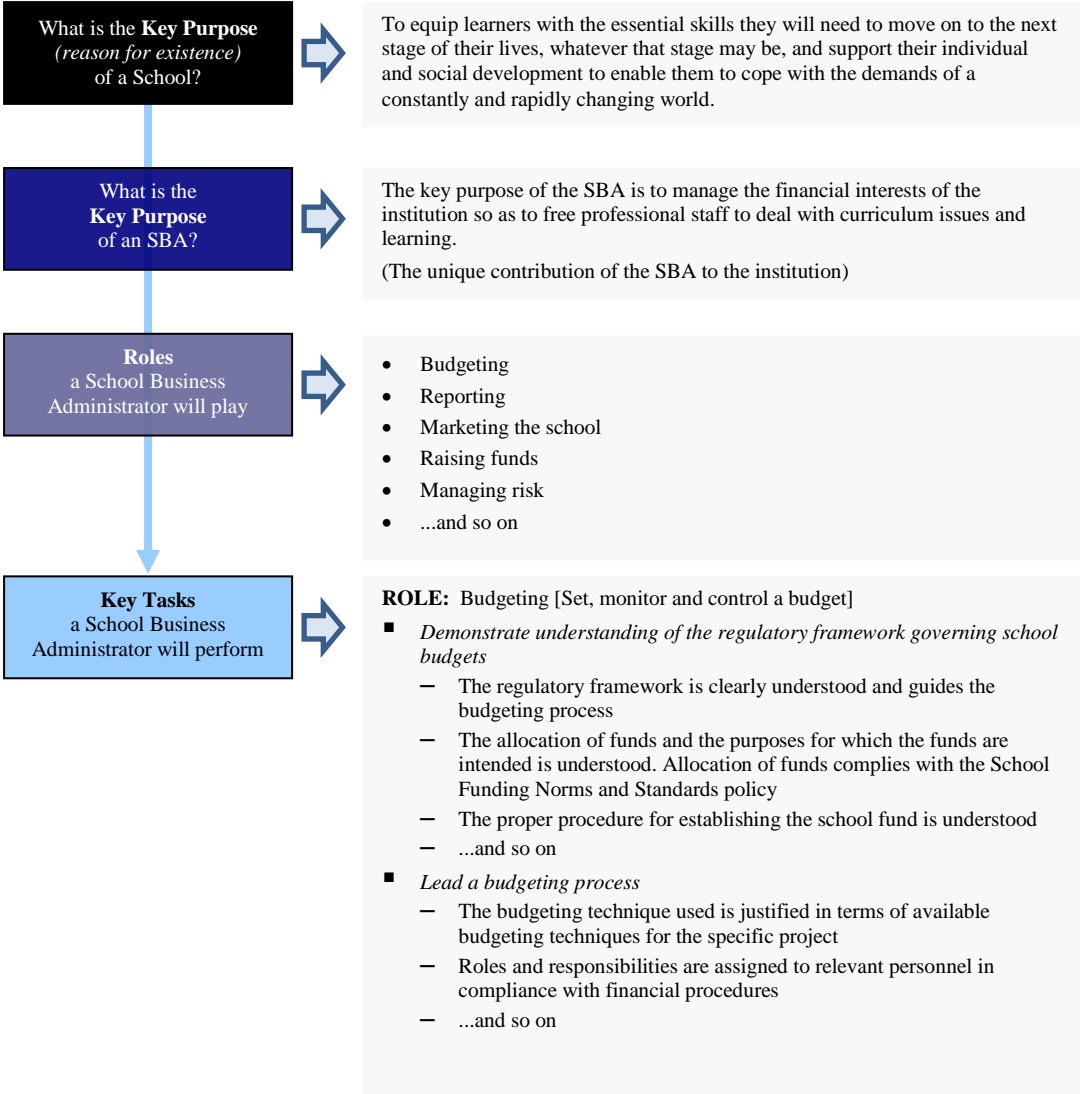 What is the Key Purpose
(reason for existence)
of a School?
To equip learners with the essential skills they will need to move on to the next
stage of their lives, whatever that stage may be, and support their individual
and social development to enable them to cope with the demands of a
constantly and rapidly changing world.
What is the
Key Purpose
of an SBA?
The key purpose of the SBA is to manage the financial interests of the
institution so as to free professional staff to deal with curriculum issues and
learning.
(The unique contribution of the SBA to the institution)
Roles
a School Business
Administrator will play
• Budgeting
• Reporting
• Marketing the school
• Raising funds
• Managing risk
• ...and so on
Key Tasks
a School Business
Administrator will perform
ROLE: Budgeting [Set, monitor and control a budget]
▪ Demonstrate understanding of the regulatory framework governing school
budgets
– The regulatory framework is clearly understood and guides the
budgeting process
– The allocation of funds and the purposes for which the funds are
intended is understood. Allocation of funds complies with the School
Funding Norms and Standards policy
– The proper procedure for establishing the school fund is understood
– ...and so on
▪ Lead a budgeting process
– The budgeting technique used is justified in terms of available
budgeting techniques for the specific project
– Roles and responsibilities are assigned to relevant personnel in
compliance with financial procedures
– ...and so on